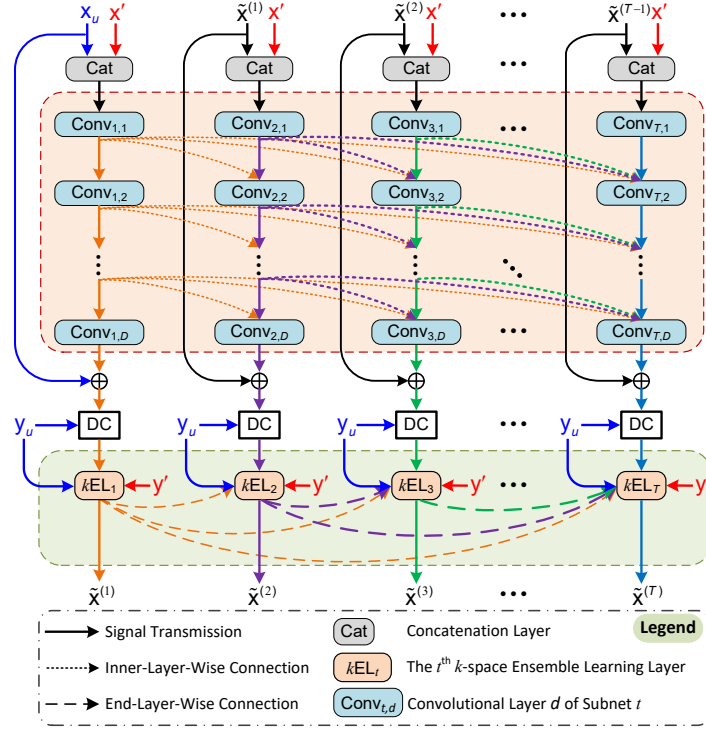 x_u x′ x̃^(1) x′ x̃^(2) x′ ••• x̃^(T−1) x′
Cat Cat Cat ••• Cat
Conv_1,1 Conv_2,1 Conv_3,1 ••• Conv_T,1
Conv_1,2 Conv_2,2 Conv_3,2 ••• Conv_T,2
Conv_1,D Conv_2,D Conv_3,D ••• Conv_T,D
y_u DC y_u DC y_u DC ••• y_u DC
kEL_1 y′ kEL_2 y′ kEL_3 y′ ••• kEL_T y
x̃^(1) x̃^(2) x̃^(3) ••• x̃^(T)
Signal Transmission Cat Concatenation Layer Legend
Inner-Layer-Wise Connection kEL_t The t^th k-space Ensemble Learning Layer
End-Layer-Wise Connection Conv_t,d Convolutional Layer d of Subnet t